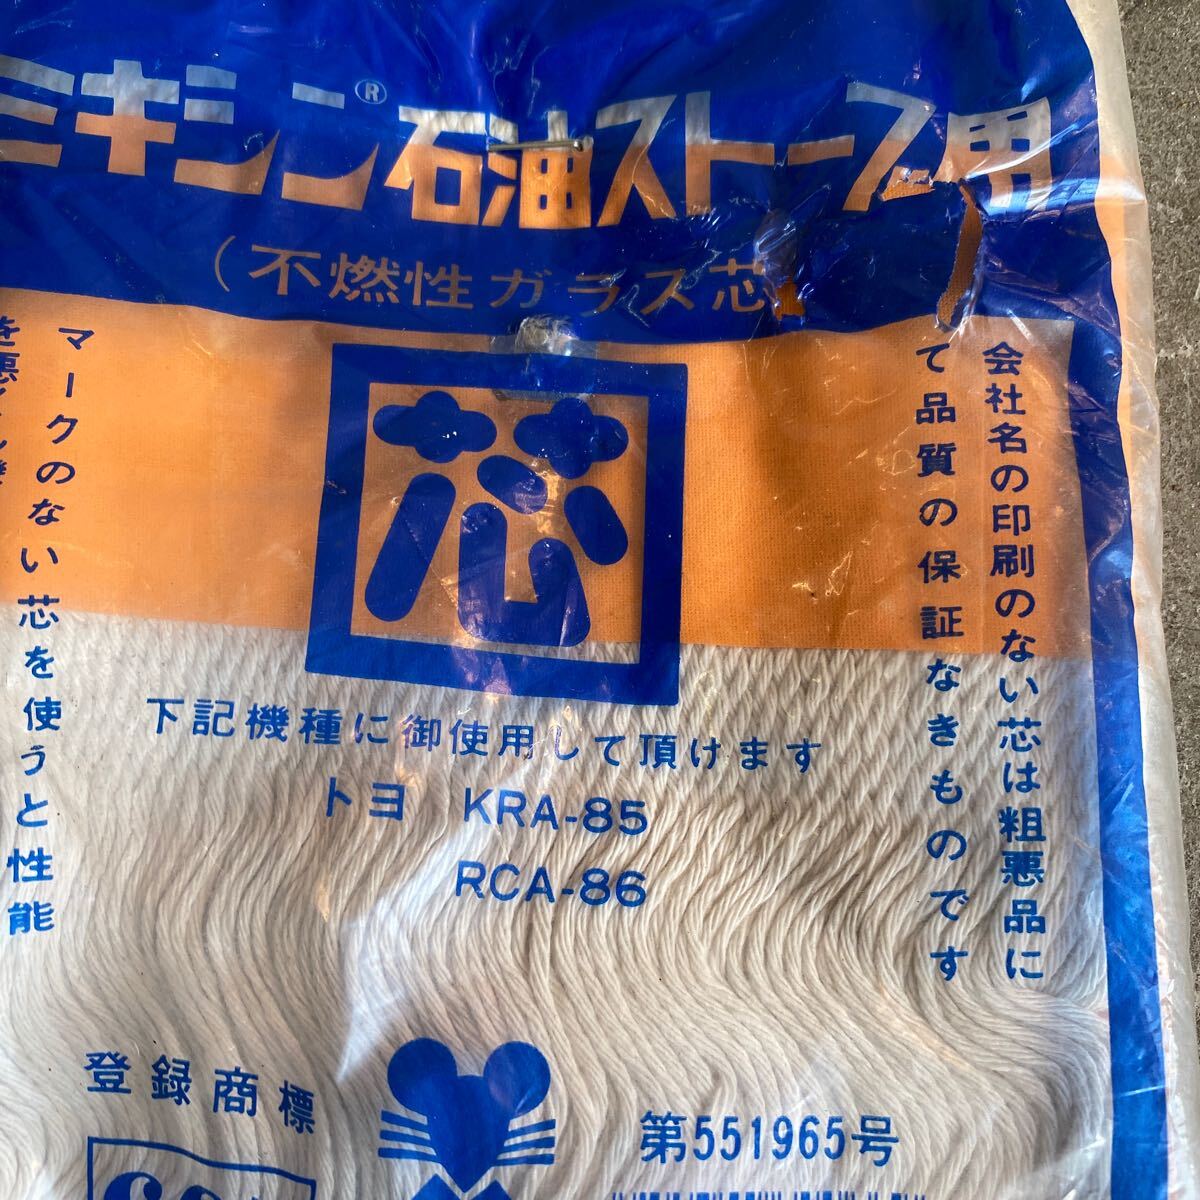 ミキシン®石油ストーブ用
(不燃性ガラス芯
芯
会社名の印刷のない芯は粗悪品に
て品質の保証なきものです
マークのない芯を使うと性能
下記機種に御使用して頂けます
トヨ KRA-85
RCA-86
登録商標
第551965号